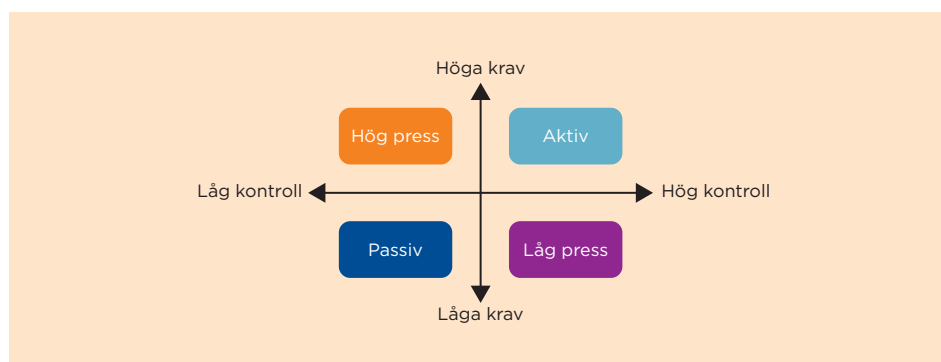 Höga krav
Hög press
Aktiv
Låg kontroll
Hög kontroll
Passiv
Låg press
Låga krav